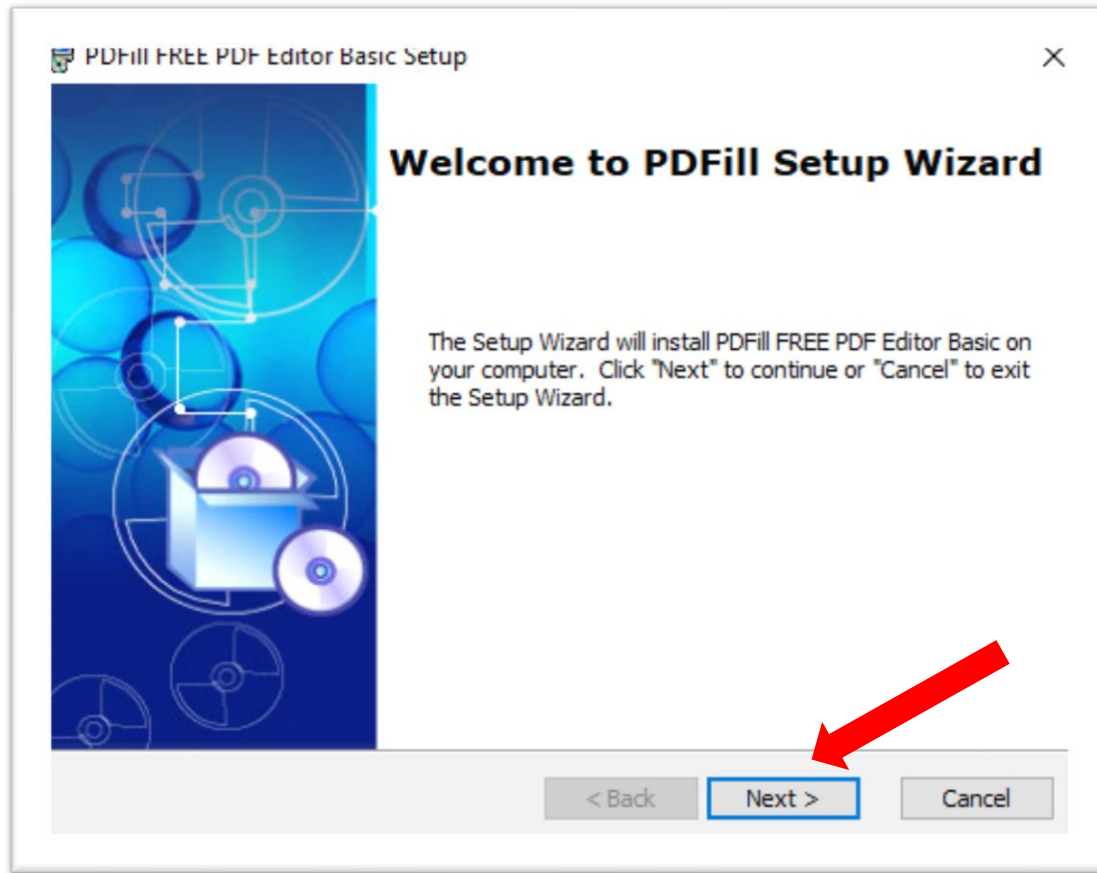 PDFill FREE PDF Editor Basic Setup
Welcome to PDFill Setup Wizard
The Setup Wizard will install PDFill FREE PDF Editor Basic on
your computer.  Click "Next" to continue or "Cancel" to exit
the Setup Wizard.
< Back
Next >
Cancel